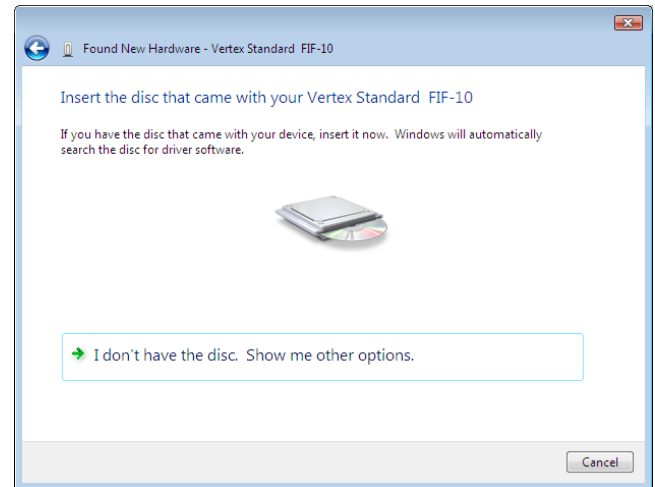 Found New Hardware - Vertex Standard  FIF-10
Insert the disc that came with your Vertex Standard  FIF-10
If you have the disc that came with your device, insert it now.  Windows will automatically
search the disc for driver software.
I don't have the disc.  Show me other options.
Cancel